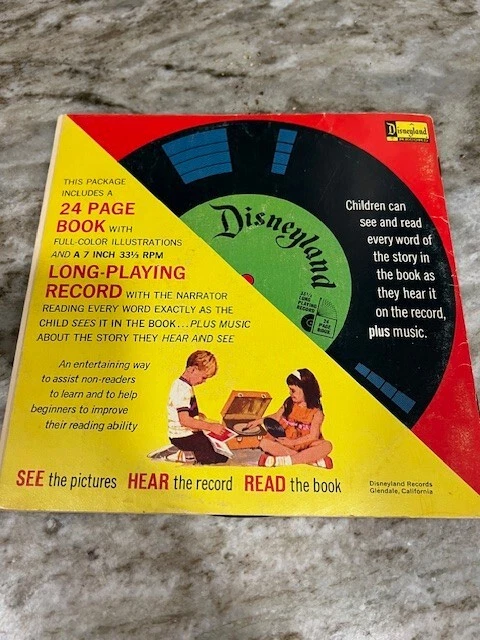 Disneyland
RECORDS
THIS PACKAGE
INCLUDES A
24 PAGE
BOOK WITH
FULL-COLOR ILLUSTRATIONS
AND A 7 INCH 33⅓ RPM
LONG-PLAYING
RECORD WITH THE NARRATOR
READING EVERY WORD EXACTLY AS THE
CHILD SEES IT IN THE BOOK...PLUS MUSIC
ABOUT THE STORY THEY HEAR AND SEE
An entertaining way
to assist non-readers
to learn and to help
beginners to improve
their reading ability
Disneyland
LONG
PLAYING
RECORD
24
PAGE
BOOK
Children can
see and read
every word of
the story in
the book as
they hear it
on the record,
plus music.
SEE the pictures HEAR the record READ the book
Disneyland Records
Glendale, California